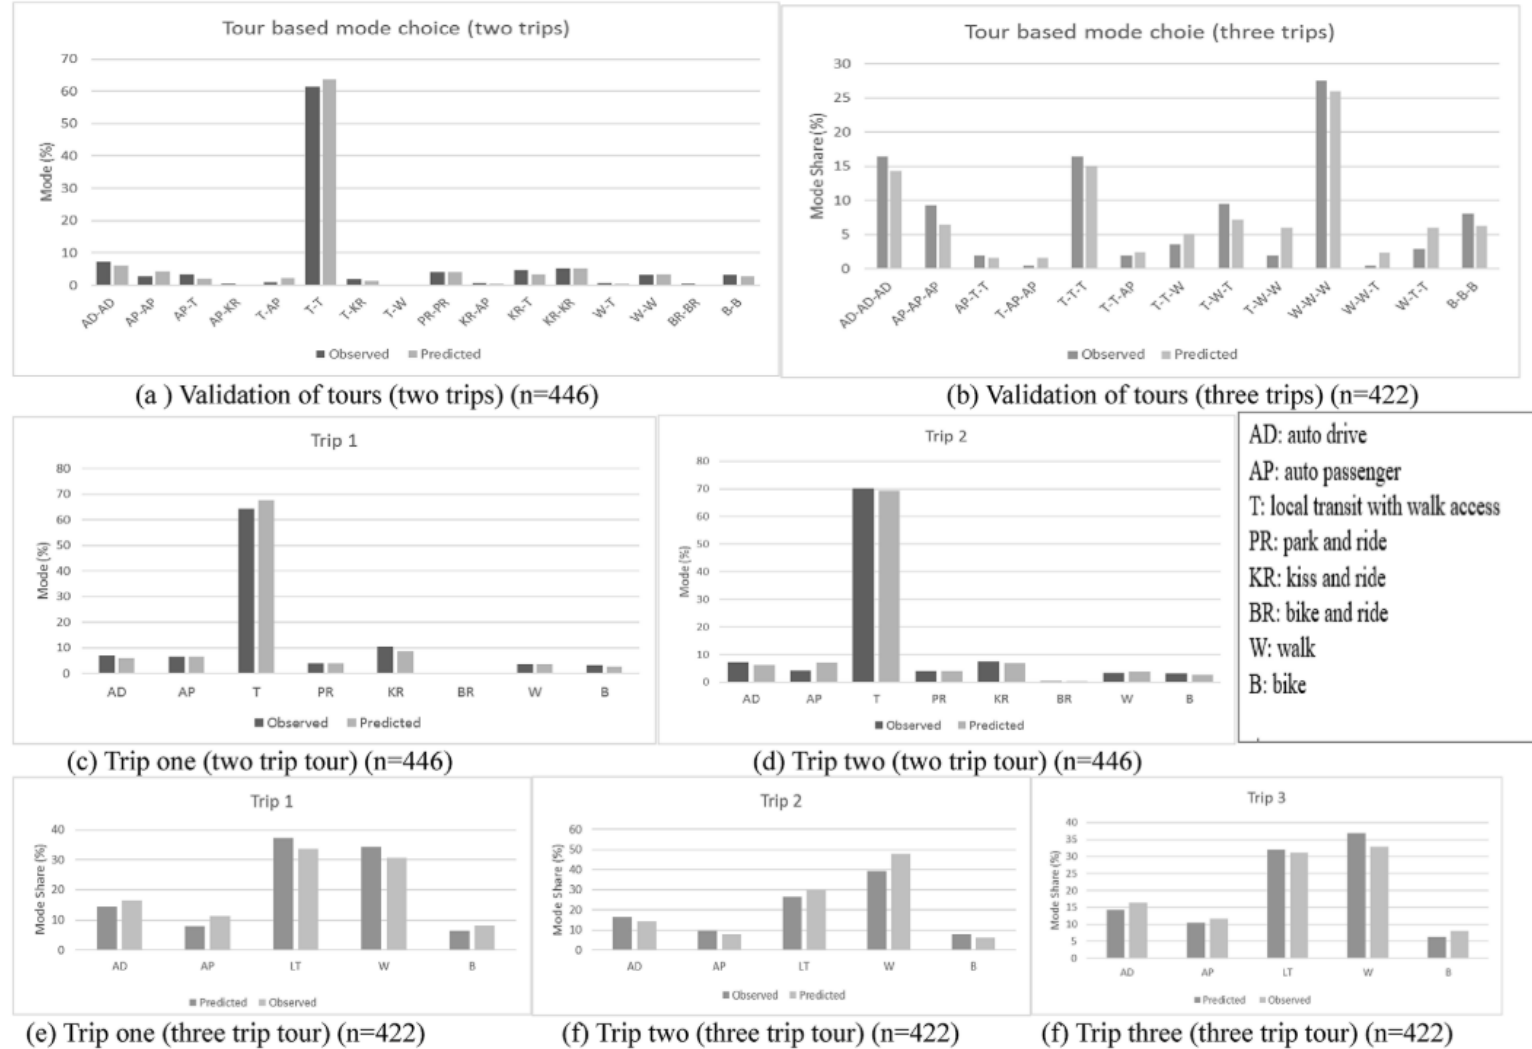 Tour based mode choice (two trips)
Mode (%)
70
60
50
40
30
20
10
0
AD-AD
AP-AP
AP-T
AP-KR
T-AP
T-T
T-KR
T-W
PR-PR
KR-AP
KR-T
KR-KR
W-T
W-W
BR-BR
B-B
Observed Predicted
(a ) Validation of tours (two trips) (n=446)
Tour based mode choie (three trips)
Mode Share (%)
30
25
20
15
10
5
0
AD-AD-AD
AP-AP-AP
AP-T-T
T-AP-AP
T-T-T
T-T-AP
T-T-W
T-W-T
T-W-W
W-W-W
W-W-T
W-T-T
B-B-B
Observed Predicted
(b) Validation of tours (three trips) (n=422)
Trip 1
Mode (%)
80
70
60
50
40
30
20
10
0
AD AP T PR KR BR W B
Observed Predicted
(c) Trip one (two trip tour) (n=446)
Trip 2
Mode (%)
80
70
60
50
40
30
20
10
0
AD AP T PR KR BR W B
Observed Predicted
(d) Trip two (two trip tour) (n=446)
AD: auto drive
AP: auto passenger
T: local transit with walk access
PR: park and ride
KR: kiss and ride
BR: bike and ride
W: walk
B: bike
Trip 1
Mode Share (%)
40
30
20
10
0
AD AP LT W B
Predicted Observed
(e) Trip one (three trip tour) (n=422)
Trip 2
Mode Share (%)
60
50
40
30
20
10
0
AD AP LT W B
Observed Predicted
(f) Trip two (three trip tour) (n=422)
Trip 3
Mode Share (%)
40
35
30
25
20
15
10
5
0
AD AP LT W B
Predicted Observed
(f) Trip three (three trip tour) (n=422)